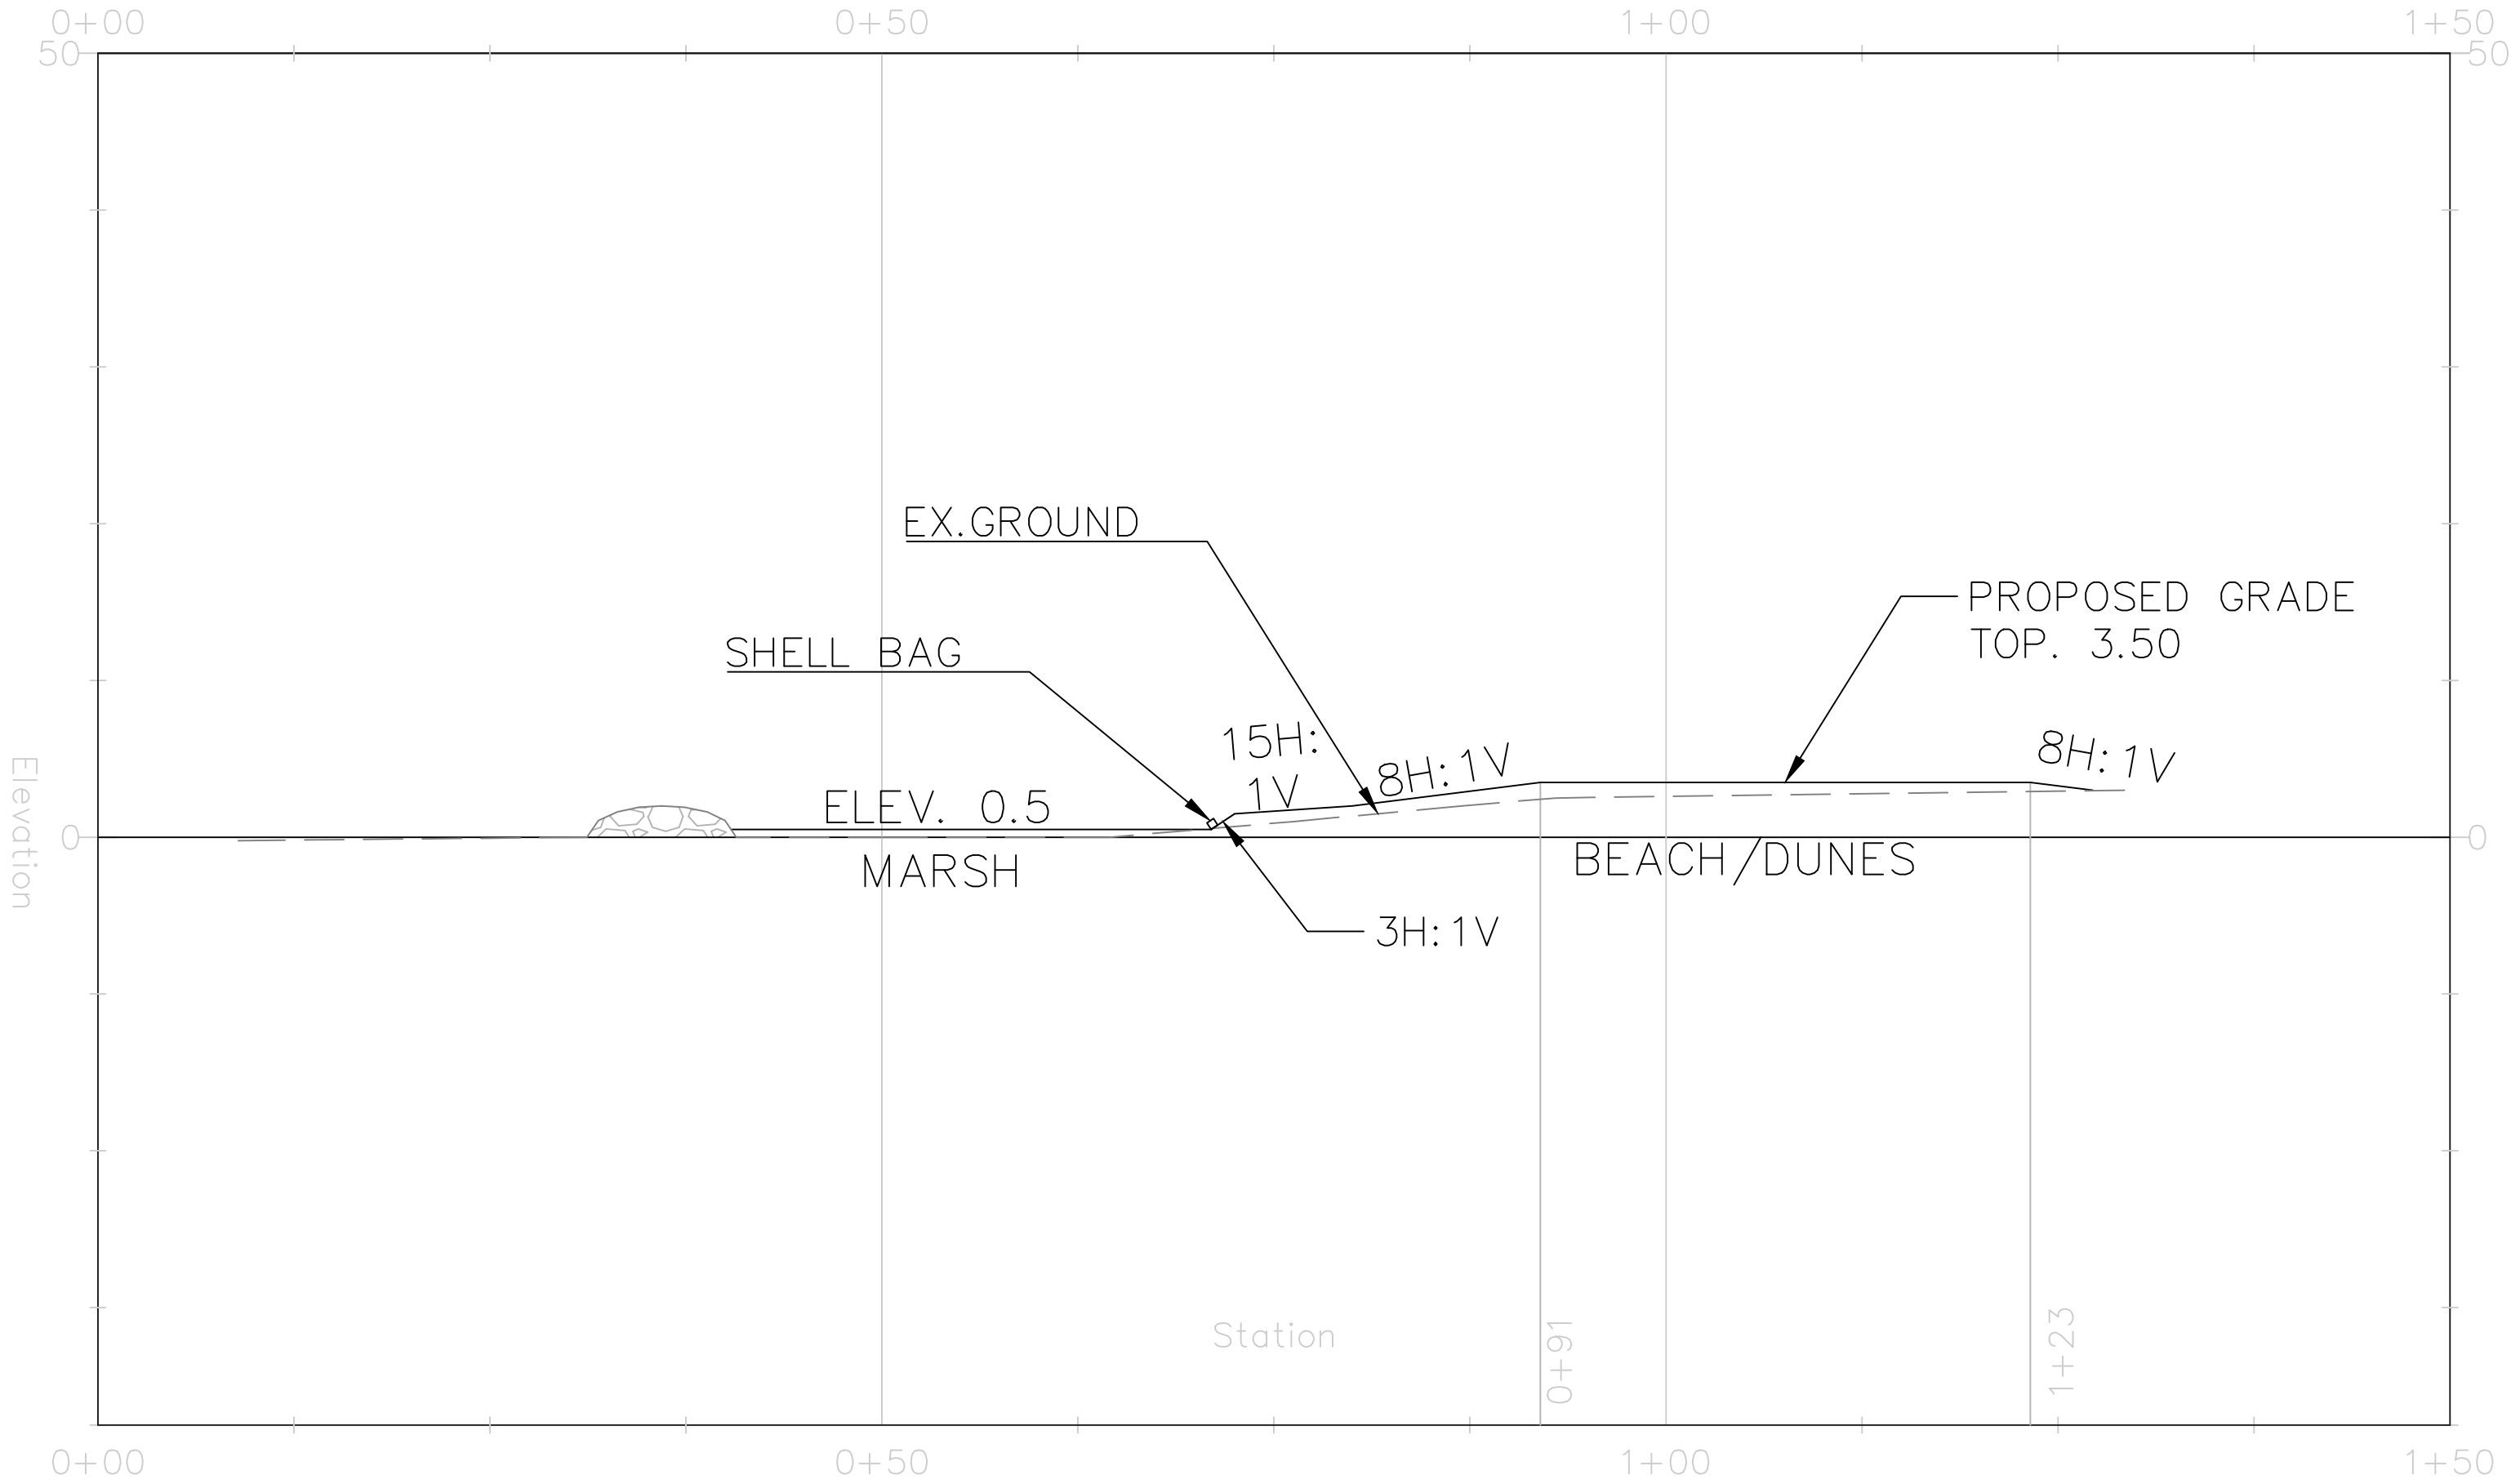 0+00 0+50 1+00 1+50
50 50
EX.GROUND
PROPOSED GRADE
TOP. 3.50
SHELL BAG
15H:
1V
8H:1V
8H:1V
ELEV. 0.5
Elevation
0 0
MARSH
BEACH/DUNES
3H:1V
Station
0+91
1+23
0+00 0+50 1+00 1+50